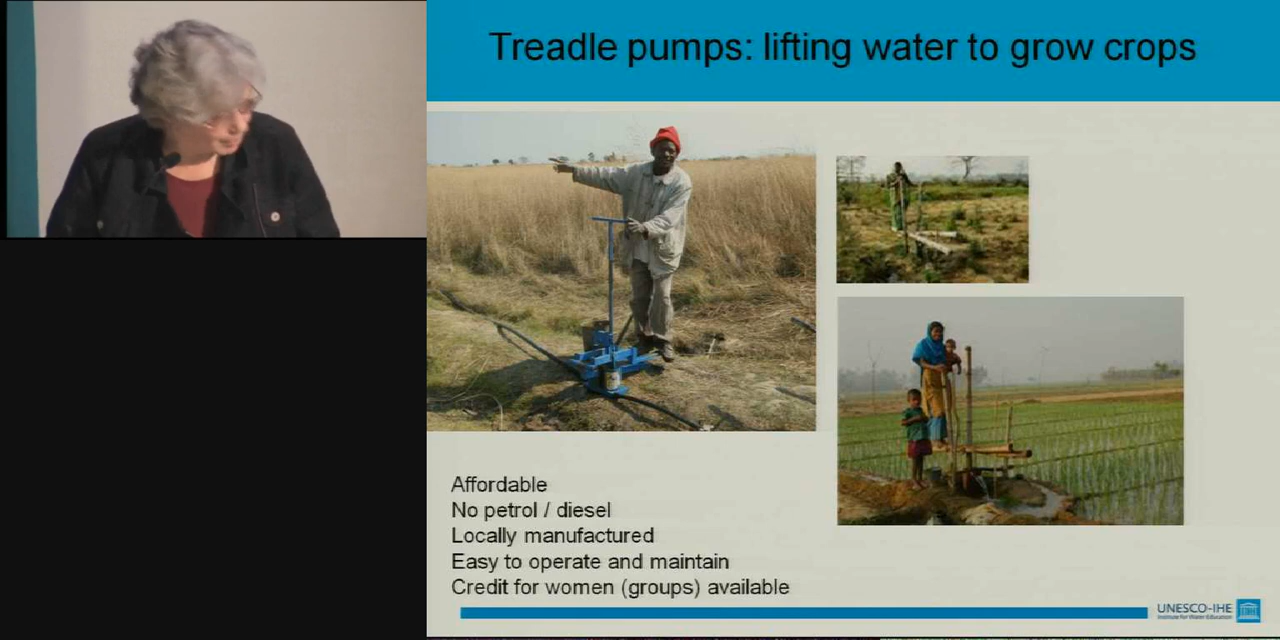 Treadle pumps: lifting water to grow crops
Affordable
No petrol / diesel
Locally manufactured
Easy to operate and maintain
Credit for women (groups) available
UNESCO-IHE
Institute for Water Education